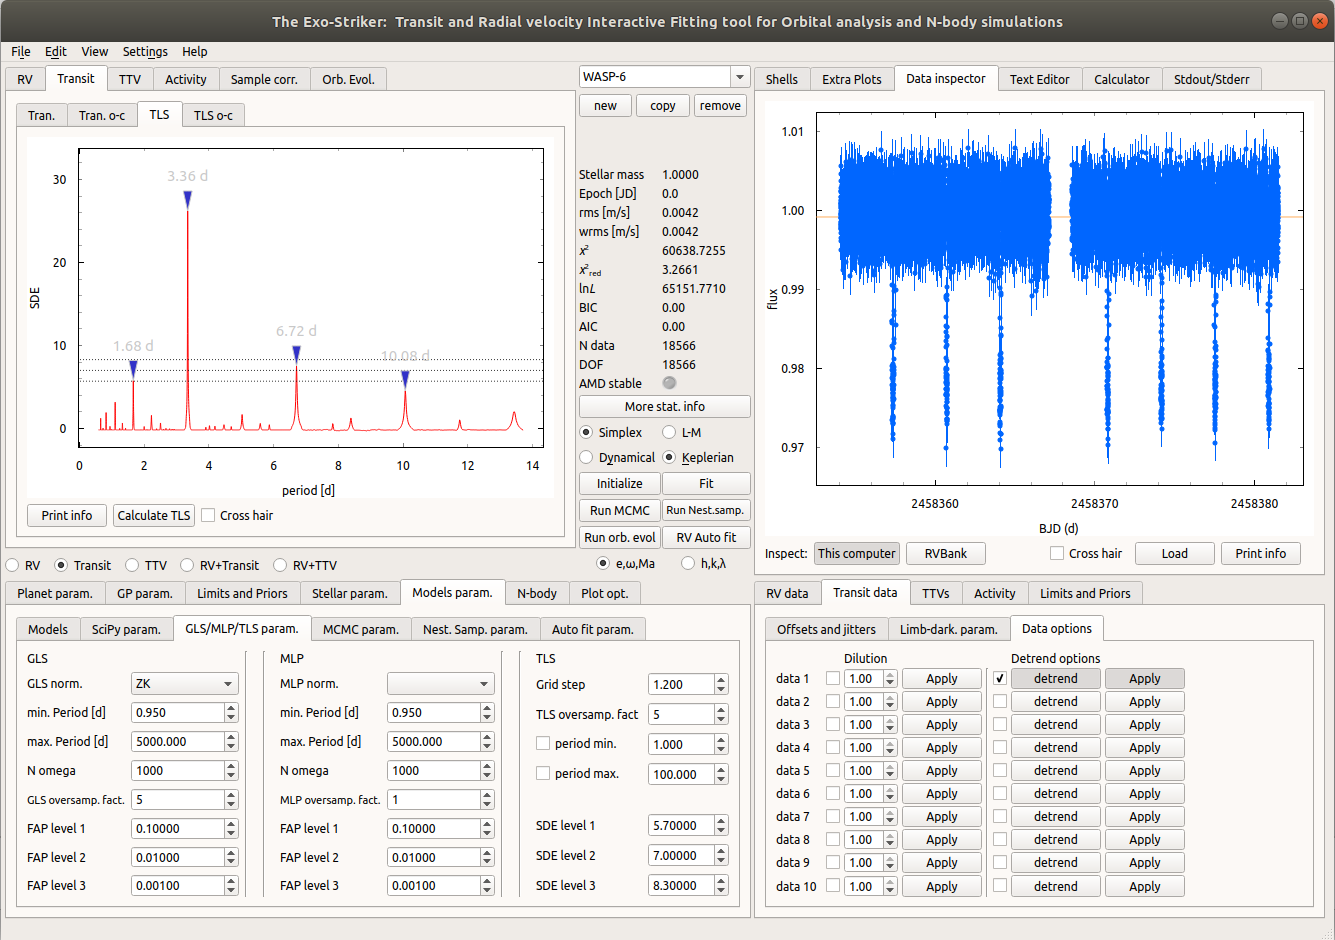 The Exo-Striker: Transit and Radial velocity Interactive Fitting tool for Orbital analysis and N-body simulations
File Edit View Settings Help
RV Transit TTV Activity Sample corr. Orb. Evol.
Tran. Tran. o-c TLS TLS o-c
3.36 d
6.72 d
1.68 d
10.08 d
30
20
10
0
SDE
0 2 4 6 8 10 12 14
period [d]
Print info Calculate TLS Cross hair
WASP-6
new copy remove
Stellar mass 1.0000
Epoch [JD] 0.0
rms [m/s] 0.0042
wrms [m/s] 0.0042
χ² 60638.7255
χ²red 3.2661
lnL 65151.7710
BIC 0.00
AIC 0.00
N data 18566
DOF 18566
AMD stable
More stat. info
Simplex L-M
Dynamical Keplerian
Initialize Fit
Run MCMC Run Nest.samp.
Run orb. evol RV Auto fit
e,ω,Ma h,k,λ
Shells Extra Plots Data inspector Text Editor Calculator Stdout/Stderr
1.01
1.00
0.99
0.98
0.97
flux
2458360 2458370 2458380
BJD (d)
Inspect: This computer RVBank Cross hair Load Print info
RV Transit TTV RV+Transit RV+TTV
Planet param. GP param. Limits and Priors Stellar param. Models param. N-body Plot opt.
Models SciPy param. GLS/MLP/TLS param. MCMC param. Nest. Samp. param. Auto fit param.
GLS
GLS norm. ZK
min. Period [d] 0.950
max. Period [d] 5000.000
N omega 1000
GLS oversamp. fact. 5
FAP level 1 0.10000
FAP level 2 0.01000
FAP level 3 0.00100
MLP
MLP norm.
min. Period [d] 0.950
max. Period [d] 5000.000
N omega 1000
MLP oversamp. fact. 1
FAP level 1 0.10000
FAP level 2 0.01000
FAP level 3 0.00100
TLS
Grid step 1.200
TLS oversamp. fact 5
period min. 1.000
period max. 100.000
SDE level 1 5.70000
SDE level 2 7.00000
SDE level 3 8.30000
RV data Transit data TTVs Activity Limits and Priors
Offsets and jitters Limb-dark. param. Data options
Dilution Detrend options
data 1 1.00 Apply detrend Apply
data 2 1.00 Apply detrend Apply
data 3 1.00 Apply detrend Apply
data 4 1.00 Apply detrend Apply
data 5 1.00 Apply detrend Apply
data 6 1.00 Apply detrend Apply
data 7 1.00 Apply detrend Apply
data 8 1.00 Apply detrend Apply
data 9 1.00 Apply detrend Apply
data 10 1.00 Apply detrend Apply